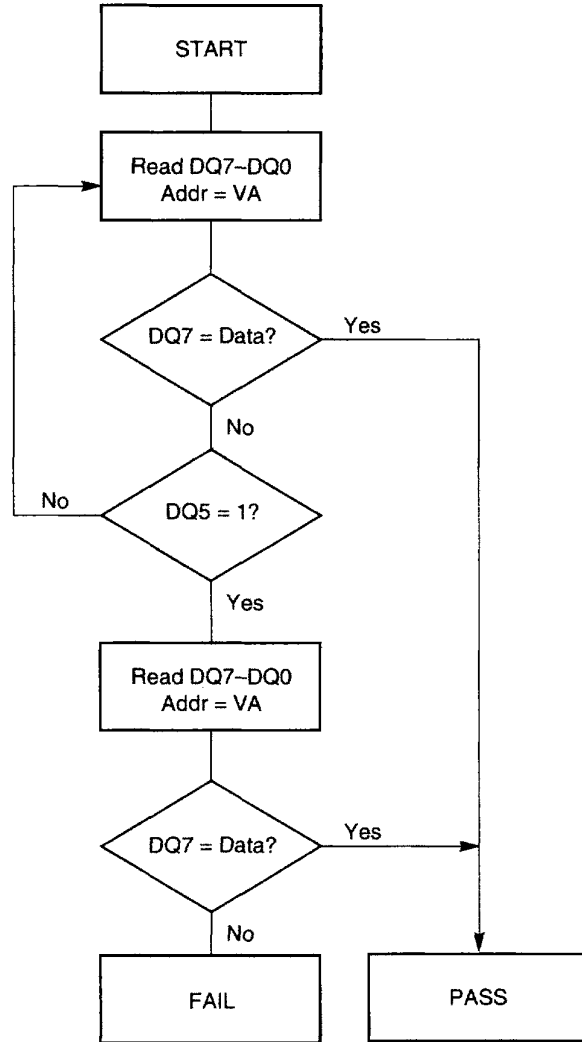 START
Read DQ7–DQ0
Addr = VA
DQ7 = Data?
Yes
No
No
DQ5 = 1?
Yes
Read DQ7–DQ0
Addr = VA
DQ7 = Data?
Yes
No
FAIL
PASS